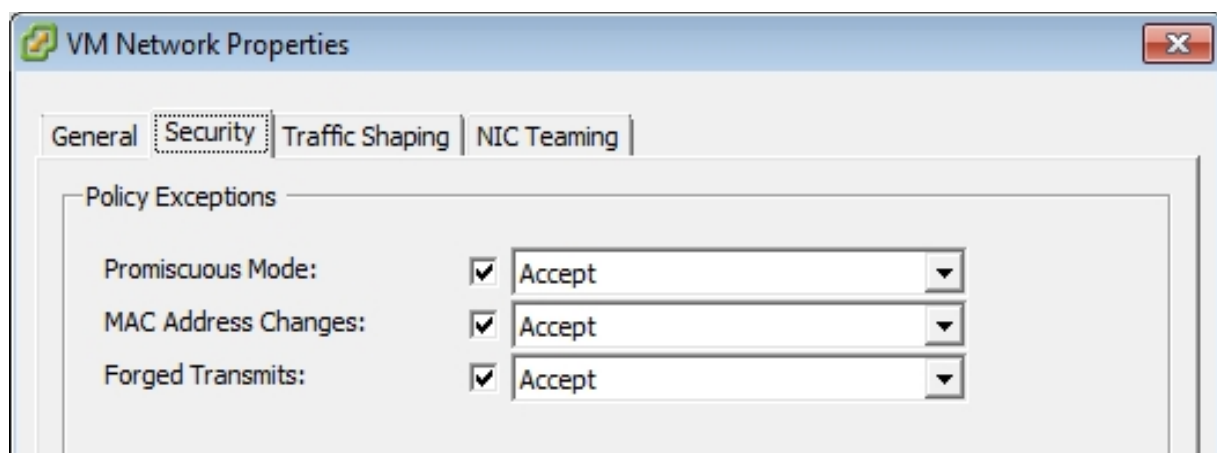 VM Network Properties
General Security Traffic Shaping NIC Teaming
Policy Exceptions
Promiscuous Mode: Accept
MAC Address Changes: Accept
Forged Transmits: Accept